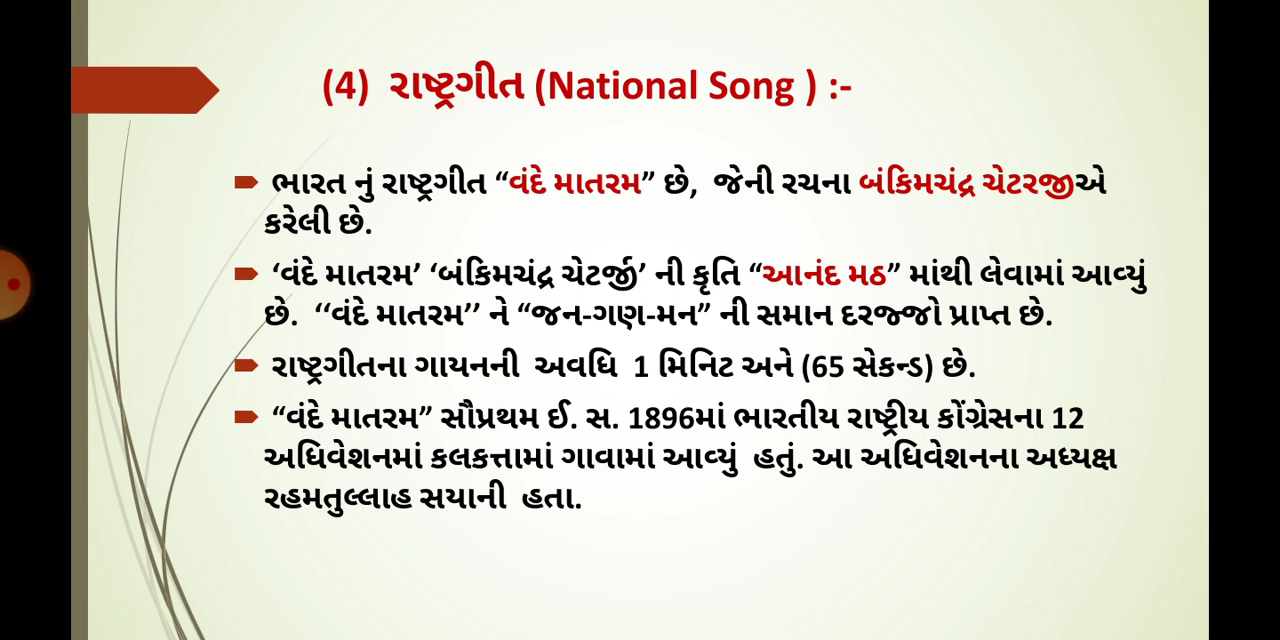 (4) રાષ્ટ્રગીત (National Song ) :-
ભારત નું રાષ્ટ્રગીત “વંદે માતરમ” છે, જેની રચના બંકિમચંદ્ર ચેટરજીએ
કરેલી છે.
‘વંદે માતરમ’ ‘બંકિમચંદ્ર ચેટર્જી’ ની કૃતિ “આનંદ મઠ” માંથી લેવામાં આવ્યું
છે. ‘‘વંદે માતરમ’’ ને “જન-ગણ-મન” ની સમાન દરજ્જો પ્રાપ્ત છે.
રાષ્ટ્રગીતના ગાયનની અવધિ 1 મિનિટ અને (65 સેકન્ડ) છે.
“વંદે માતરમ” સૌપ્રથમ ઈ. સ. 1896માં ભારતીય રાષ્ટ્રીય કોંગ્રેસના 12
અધિવેશનમાં કલકત્તામાં ગાવામાં આવ્યું હતું. આ અધિવેશનના અધ્યક્ષ
રહમતુલ્લાહ સયાની હતા.